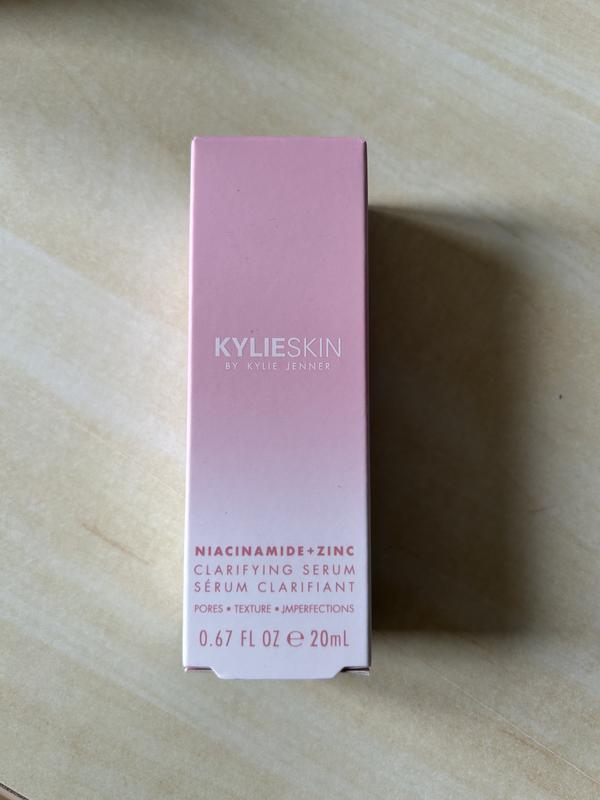 KYLIESKIN
BY KYLIE JENNER
NIACINAMIDE+ZINC
CLARIFYING SERUM
SÉRUM CLARIFIANT
PORES • TEXTURE • IMPERFECTIONS
0.67 FL OZ ℮ 20mL